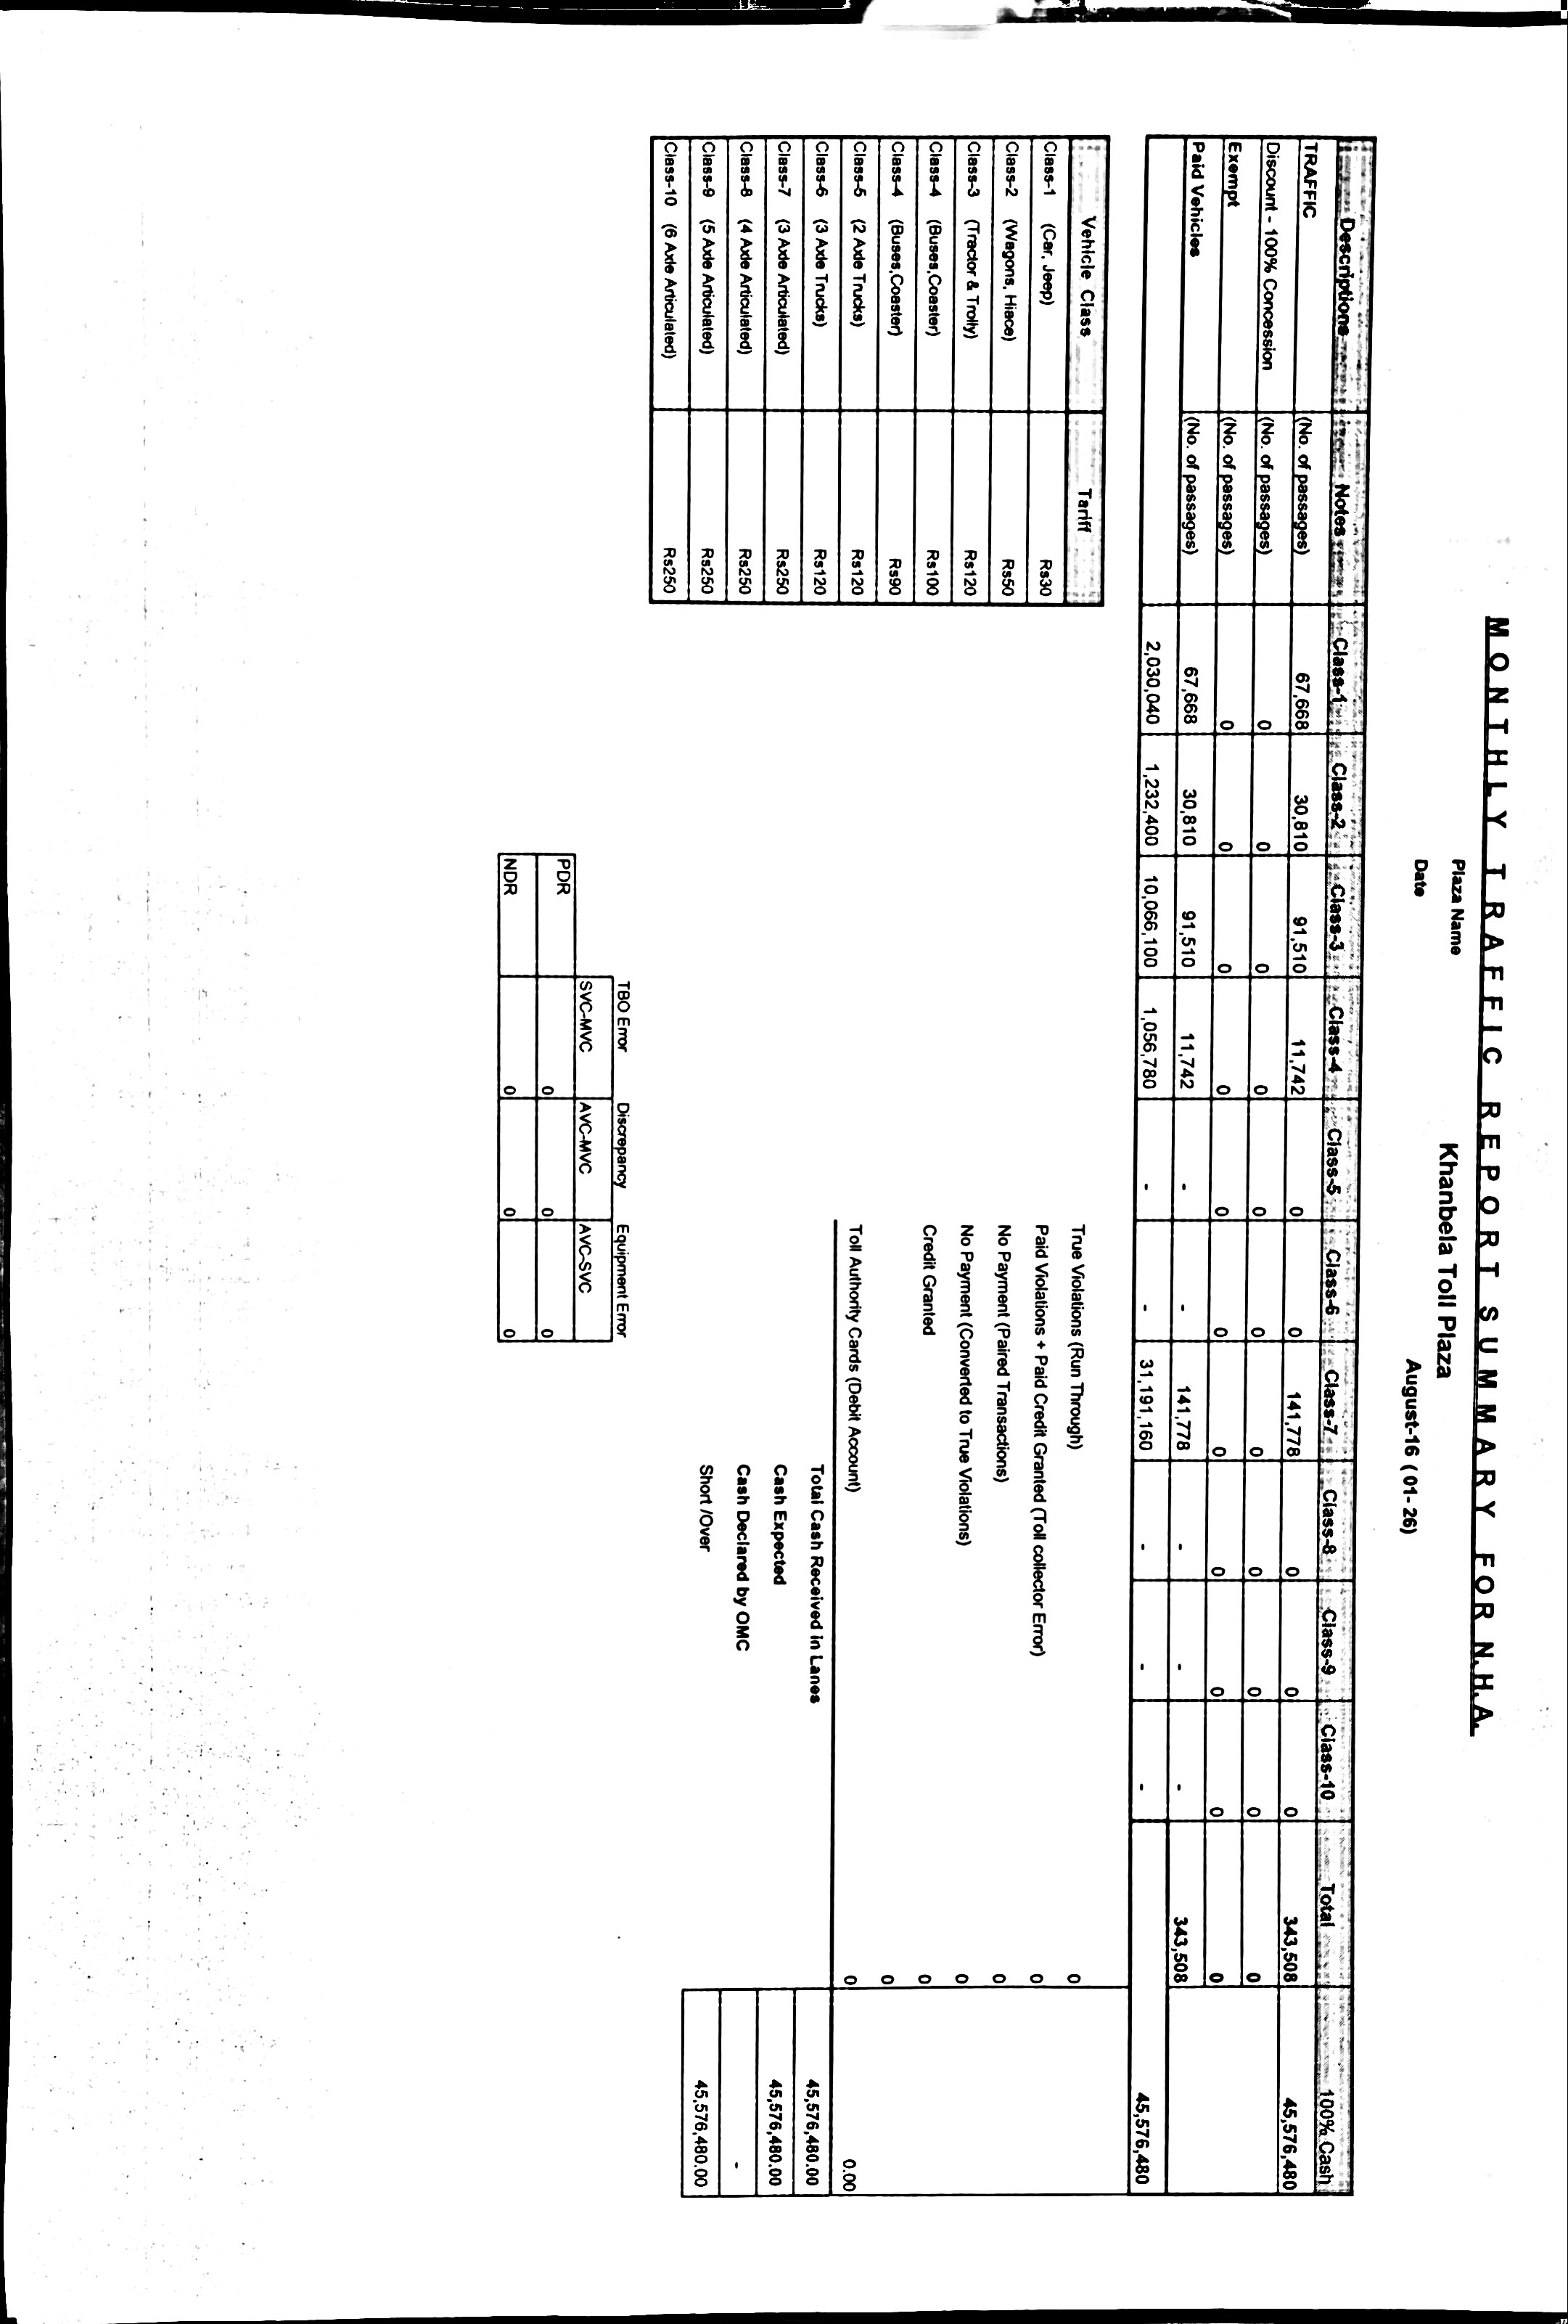 MONTHLY TRAFFIC REPORT SUMMARY FOR N.H.A.
Plaza Name Khanbela Toll Plaza
Date August-16 ( 01- 26)
Descriptions Notes Class-1 Class-2 Class-3 Class-4 Class-5 Class-6 Class-7 Class-8 Class-9 Class-10 Total 100% Cash
TRAFFIC (No. of passages) 67,668 30,810 91,510 11,742 0 0 141,778 0 0 0 343,508 45,576,480
Discount - 100% Concession (No. of passages) 0 0 0 0 0 0 0 0 0 0 0
Exempt (No. of passages) 0 0 0 0 0 0 0 0 0 0 0
Paid Vehicles (No. of passages) 67,668 30,810 91,510 11,742 - - 141,778 - - - 343,508
2,030,040 1,232,400 10,066,100 1,056,780 - - 31,191,160 - - - 45,576,480
Vehicle Class Tariff
Class-1 (Car, Jeep) Rs30
Class-2 (Wagons, Hiace) Rs50
Class-3 (Tractor & Trolly) Rs120
Class-4 (Buses,Coaster) Rs100
Class-4 (Buses,Coaster) Rs90
Class-5 (2 Axle Trucks) Rs120
Class-6 (3 Axle Trucks) Rs120
Class-7 (3 Axle Articulated) Rs250
Class-8 (4 Axle Articulated) Rs250
Class-9 (5 Axle Articulated) Rs250
Class-10 (6 Axle Articulated) Rs250
True Violations (Run Through) 0
Paid Violations + Paid Credit Granted (Toll collector Error) 0
No Payment (Paired Transactions) 0
No Payment (Converted to True Violations) 0
Credit Granted 0
0
Toll Authority Cards (Debit Account) 0 0.00
Total Cash Received in Lanes 45,576,480.00
Cash Expected 45,576,480.00
Cash Declared by OMC -
Short /Over 45,576,480.00
TBO Error Discrepancy Equipment Error
SVC-MVC AVC-MVC AVC-SVC
PDR 0 0 0
NDR 0 0 0